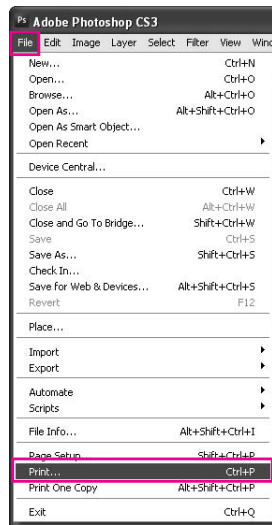 Ps Adobe Photoshop CS3
File Edit Image Layer Select Filter View Wind
New... Ctrl+N
Open... Ctrl+O
Browse... Alt+Ctrl+O
Open As... Alt+Shift+Ctrl+O
Open As Smart Object...
Open Recent
Device Central...
Close Ctrl+W
Close All Alt+Ctrl+W
Close and Go To Bridge... Shift+Ctrl+W
Save Ctrl+S
Save As... Shift+Ctrl+S
Check In...
Save for Web & Devices... Alt+Shift+Ctrl+S
Revert F12
Place...
Import
Export
Automate
Scripts
File Info... Alt+Shift+Ctrl+I
Page Setup... Shift+Ctrl+P
Print... Ctrl+P
Print One Copy Alt+Shift+Ctrl+P
Exit Ctrl+Q